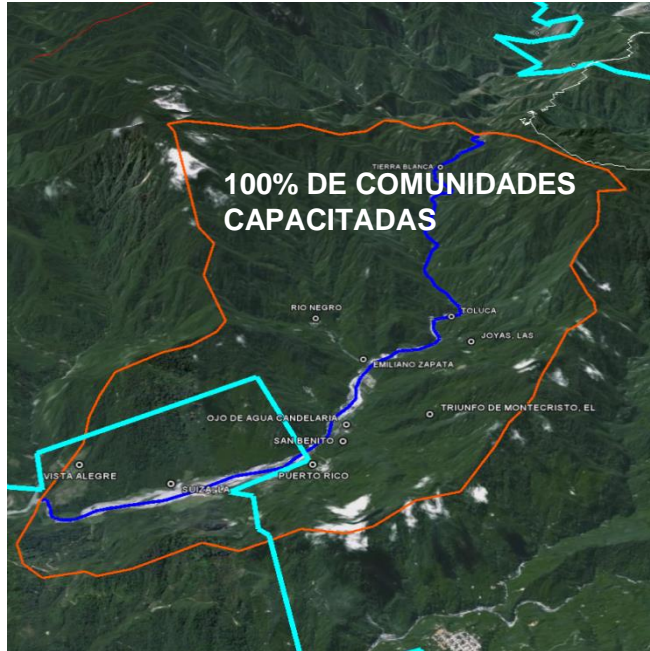 TIERRA BLANCA
100% DE COMUNIDADES
CAPACITADAS
RIO NEGRO
TOLUCA
JOYAS, LAS
EMILIANO ZAPATA
TRIUNFO DE MONTECRISTO, EL
OJO DE AGUA CANDELARIA
SAN BENITO
VISTA ALEGRE
PUERTO RICO
SUIZA, LA